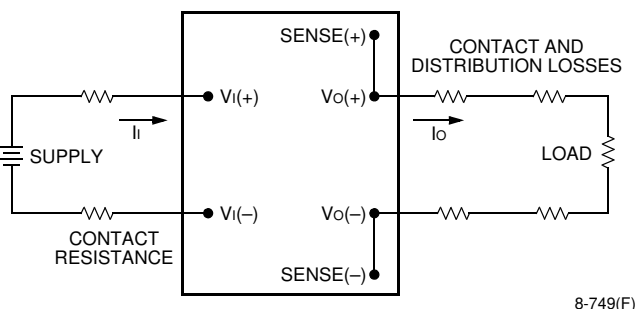 SENSE(+)
CONTACT AND
DISTRIBUTION LOSSES
VI(+)
VO(+)
II
IO
SUPPLY
LOAD
VI(–)
VO(–)
CONTACT
RESISTANCE
SENSE(–)
8-749(F)